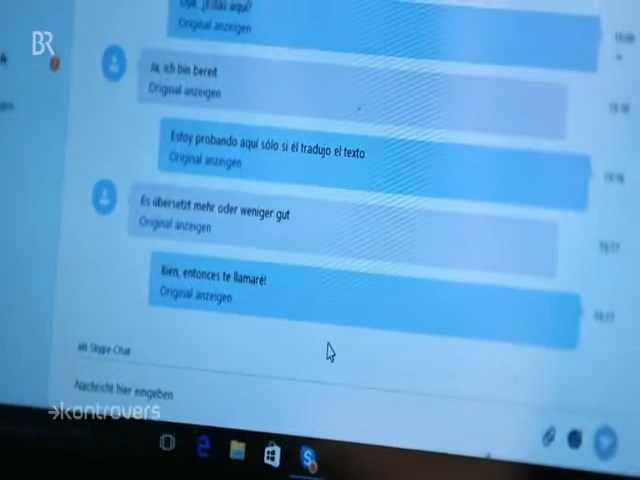 BR
¿Estás aquí?
Original anzeigen
Ja, ich bin bereit
Original anzeigen
Estoy probando aquí sólo si él tradujo el texto
Original anzeigen
Es übersetzt mehr oder weniger gut
Original anzeigen
Bien, entonces te llamaré!
Original anzeigen
Skype-Chat
Nachricht hier eingeben
kontrovers